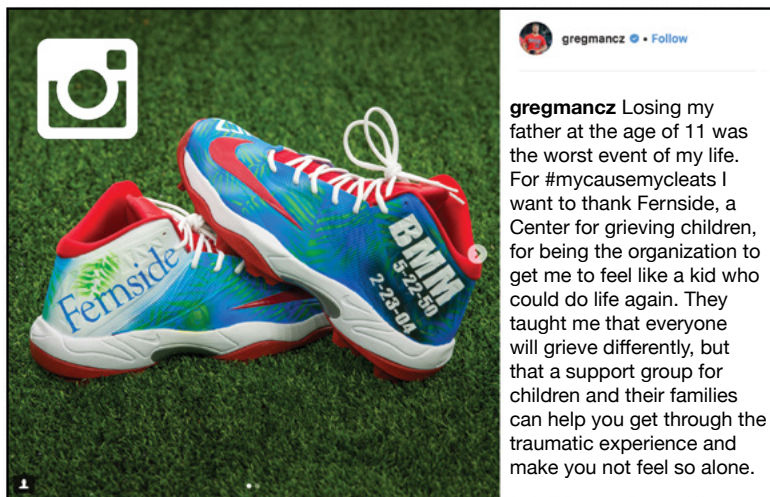 gregmancz • Follow
gregmancz Losing my
father at the age of 11 was
the worst event of my life.
For #mycausemycleats I
want to thank Fernside, a
Center for grieving children,
for being the organization to
get me to feel like a kid who
could do life again. They
taught me that everyone
will grieve differently, but
that a support group for
children and their families
can help you get through the
traumatic experience and
make you not feel so alone.
Fernside
BMM
5-22-50
2-23-04